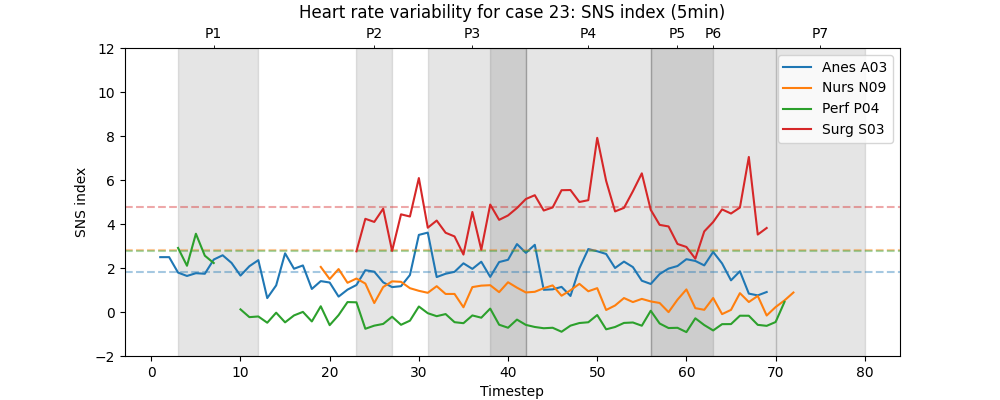 Heart rate variability for case 23: SNS index (5min)
P1 P2 P3 P4 P5 P6 P7
12
10
8
6
4
2
0
−2
SNS index
Anes A03
Nurs N09
Perf P04
Surg S03
0 10 20 30 40 50 60 70 80
Timestep